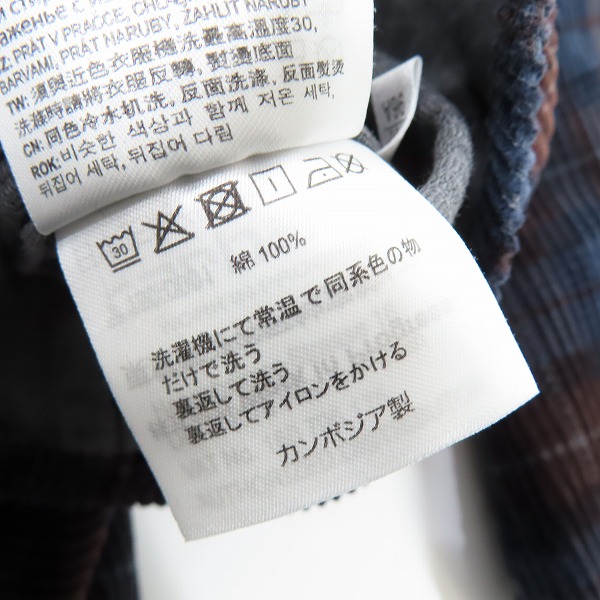 Z: PRAT V PRACCE, CHOULO
BARVAMI, PRAT NARUBY, ZAHUT NARUBY
TW: 須與近色衣服機洗最高溫度30,
洗滌時請將衣服反轉, 熨燙底面
CN: 同色冷水机洗, 反面洗涤, 反面熨烫
ROK: 비슷한 색상과 함께 저온 세탁,
뒤집어 세탁, 뒤집어 다림
30
綿 100%
洗濯機にて常温で同系色の物
だけで洗う
裏返して洗う
裏返してアイロンをかける
カンボジア製